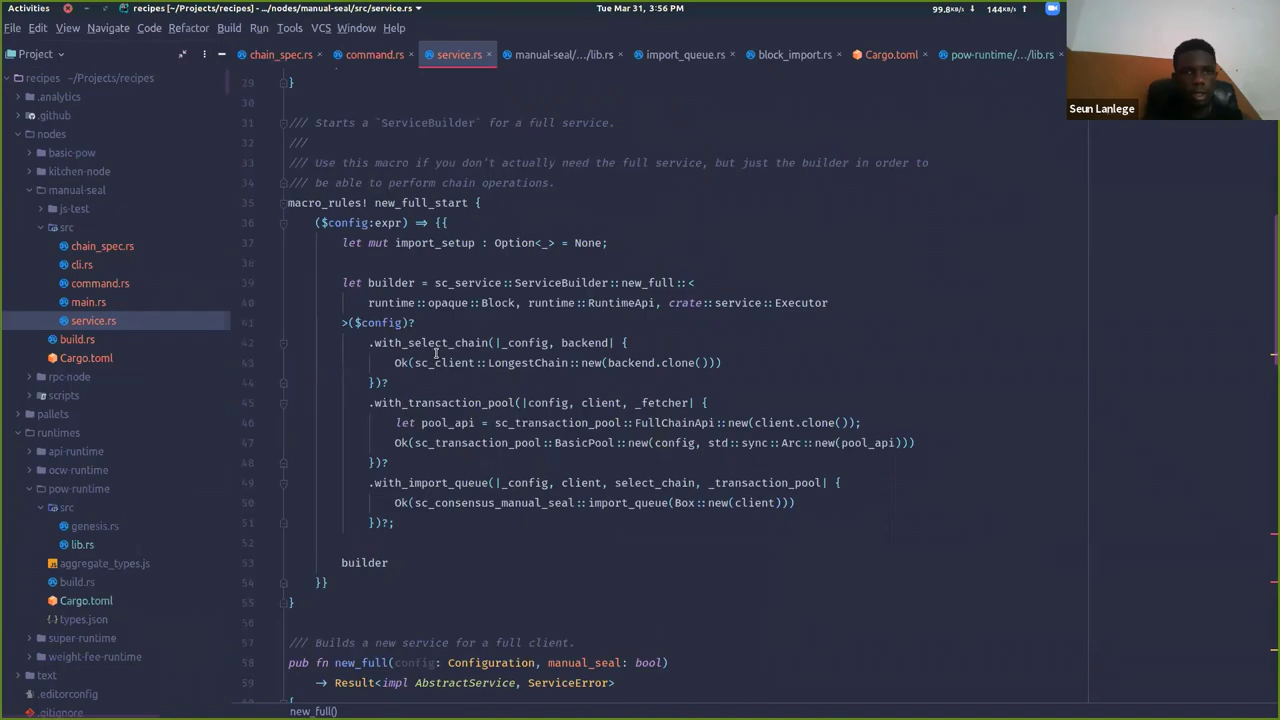 Activities
recipes [~/Projects/recipes] - .../nodes/manual-seal/src/service.rs
Tue Mar 31, 3:56 PM
99.8KB/s ↓ 144KB/s ↑
File Edit View Navigate Code Refactor Build Run Tools VCS Window Help
Project
chain_spec.rs × command.rs × service.rs × manual-seal/.../lib.rs × import_queue.rs × block_import.rs × Cargo.toml × pow-runtime/.../lib.rs ×
Seun Lanlege
recipes ~/Projects/recipes
.analytics
.github
nodes
basic-pow
kitchen-node
manual-seal
js-test
src
chain_spec.rs
cli.rs
command.rs
main.rs
service.rs
build.rs
Cargo.toml
rpc-node
scripts
pallets
runtimes
api-runtime
ocw-runtime
pow-runtime
src
genesis.rs
lib.rs
aggregate_types.js
build.rs
Cargo.toml
types.json
super-runtime
weight-fee-runtime
text
.editorconfig
.gitignore
29 }
30
31 /// Starts a `ServiceBuilder` for a full service.
32 ///
33 /// Use this macro if you don't actually need the full service, but just the builder in order to
34 /// be able to perform chain operations.
35 macro_rules! new_full_start {
36 ($config:expr) => {{
37 let mut import_setup : Option<_> = None;
38
39 let builder = sc_service::ServiceBuilder::new_full::<
40 runtime::opaque::Block, runtime::RuntimeApi, crate::service::Executor
41 >($config)?
42 .with_select_chain(|_config, backend| {
43 Ok(sc_client::LongestChain::new(backend.clone()))
44 })?
45 .with_transaction_pool(|config, client, _fetcher| {
46 let pool_api = sc_transaction_pool::FullChainApi::new(client.clone());
47 Ok(sc_transaction_pool::BasicPool::new(config, std::sync::Arc::new(pool_api)))
48 })?
49 .with_import_queue(|_config, client, select_chain, _transaction_pool| {
50 Ok(sc_consensus_manual_seal::import_queue(Box::new(client)))
51 })?;
52
53 builder
54 }}
55 }
56
57 /// Builds a new service for a full client.
58 pub fn new_full(config: Configuration, manual_seal: bool)
59 -> Result<impl AbstractService, ServiceError>
{
new_full()